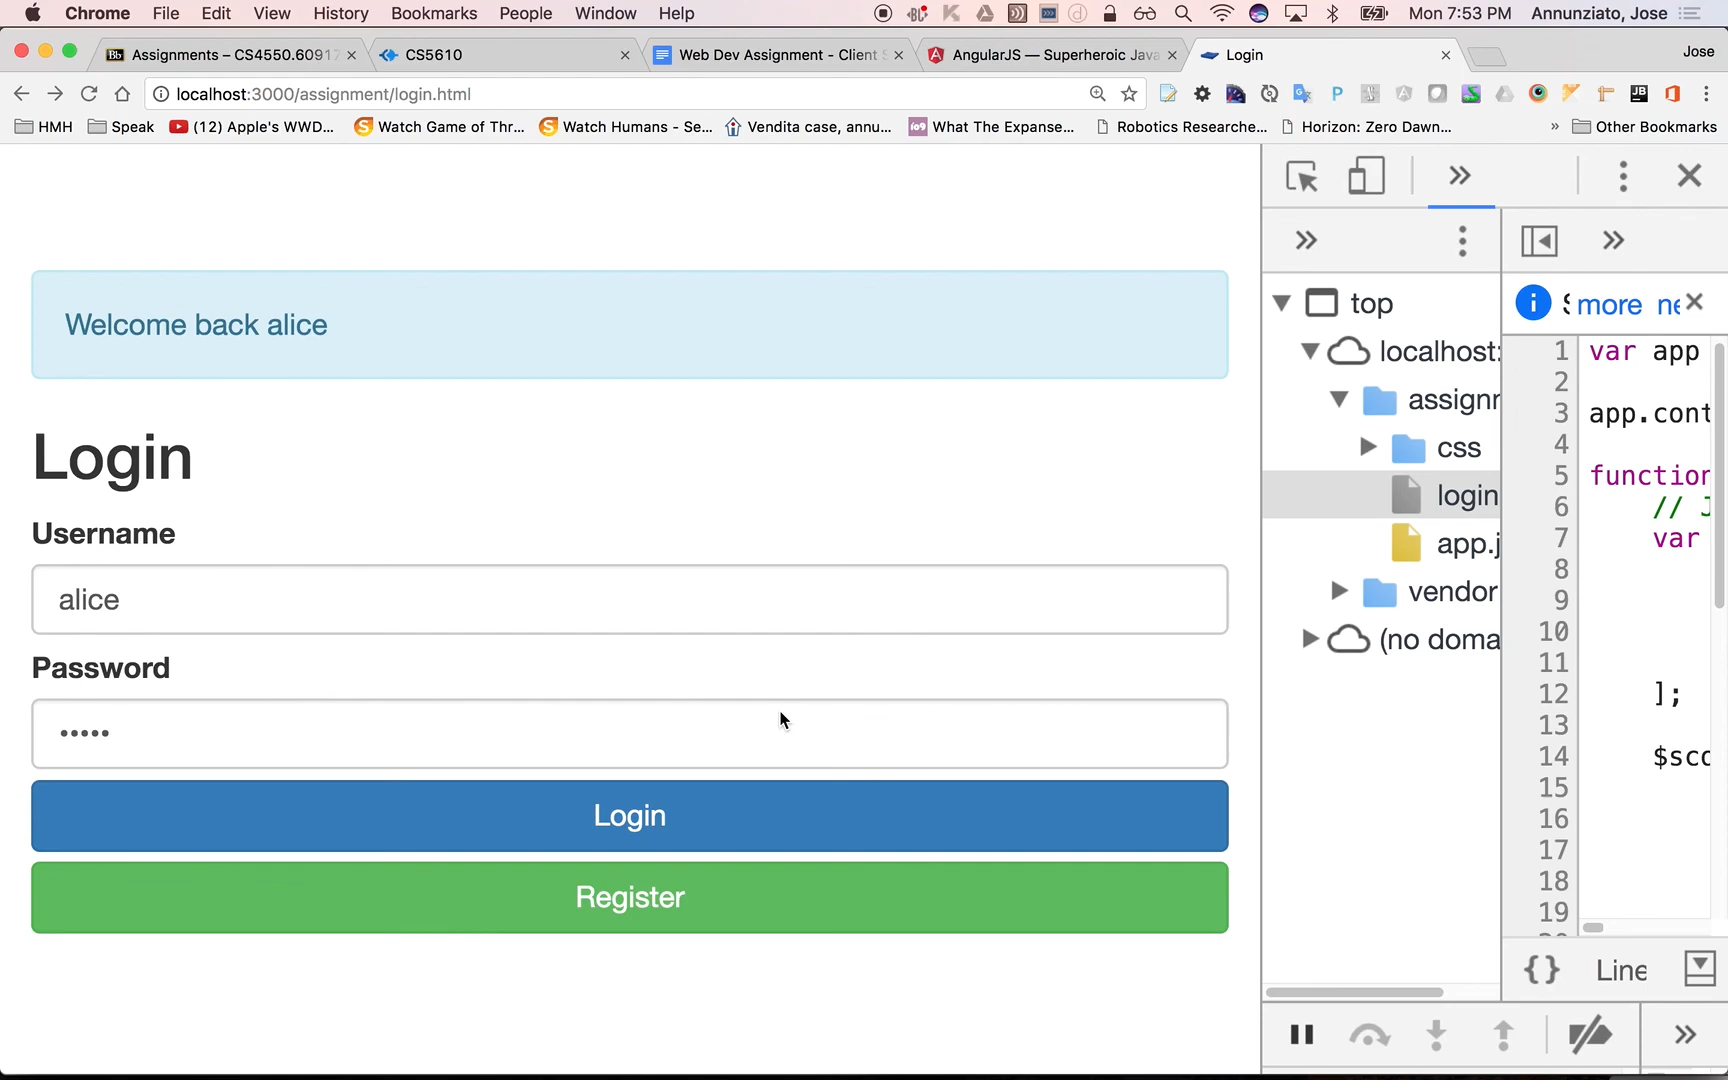 Chrome File Edit View History Bookmarks People Window Help Mon 7:53 PM Annunziato, Jose
Assignments – CS4550.60917 CS5610 Web Dev Assignment - Client S AngularJS — Superheroic Java Login Jose
localhost:3000/assignment/login.html
HMH Speak (12) Apple's WWD... Watch Game of Thr... Watch Humans - Se... Vendita case, annu... What The Expanse... Robotics Researche... Horizon: Zero Dawn... » Other Bookmarks
Welcome back alice
Login
Username
alice
Password
•••••
Login
Register
top
localhost:
assignm
css
login
app.j
vendor
(no doma
more ne
1 var app
2
3 app.cont
4
5 function
6 // J
7 var
8
9
10
11
12 ];
13
14 $sco
15
16
17
18
19
{} Line